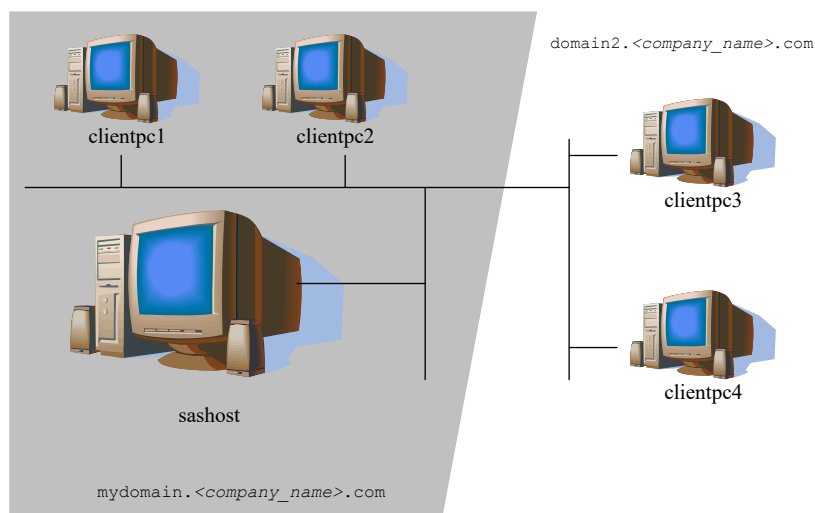 domain2.<company_name>.com
clientpc1
clientpc2
clientpc3
clientpc4
sashost
mydomain.<company_name>.com